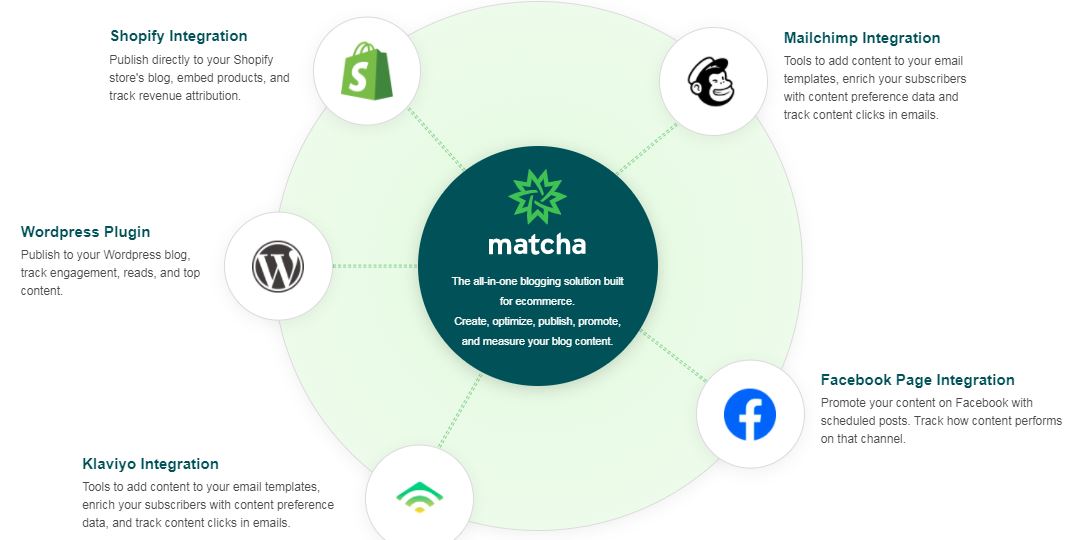 Shopify Integration
Publish directly to your Shopify
store's blog, embed products, and
track revenue attribution.
Mailchimp Integration
Tools to add content to your email
templates, enrich your subscribers
with content preference data and
track content clicks in emails.
Wordpress Plugin
Publish to your Wordpress blog,
track engagement, reads, and top
content.
matcha
The all-in-one blogging solution built
for ecommerce.
Create, optimize, publish, promote,
and measure your blog content.
Facebook Page Integration
Promote your content on Facebook with
scheduled posts. Track how content performs
on that channel.
Klaviyo Integration
Tools to add content to your email templates,
enrich your subscribers with content preference
data, and track content clicks in emails.